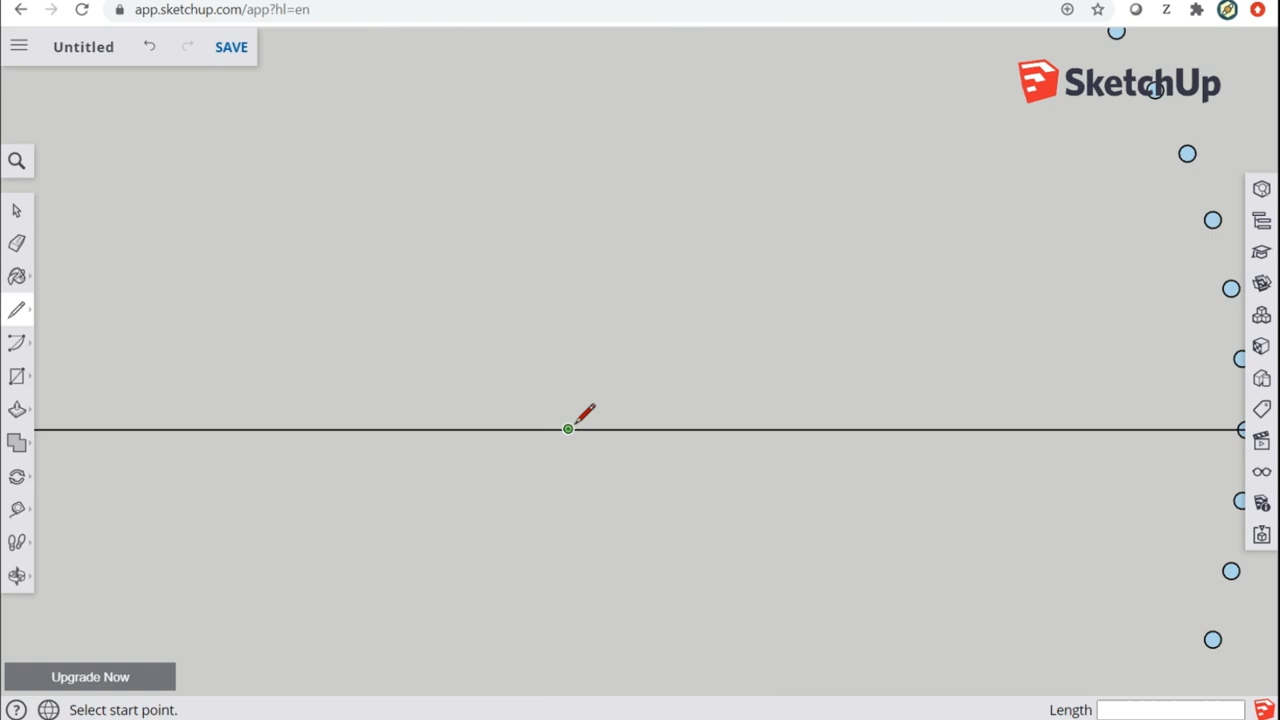 app.sketchup.com/app?hl=en
Untitled
SAVE
SketchUp
Upgrade Now
Select start point.
Length